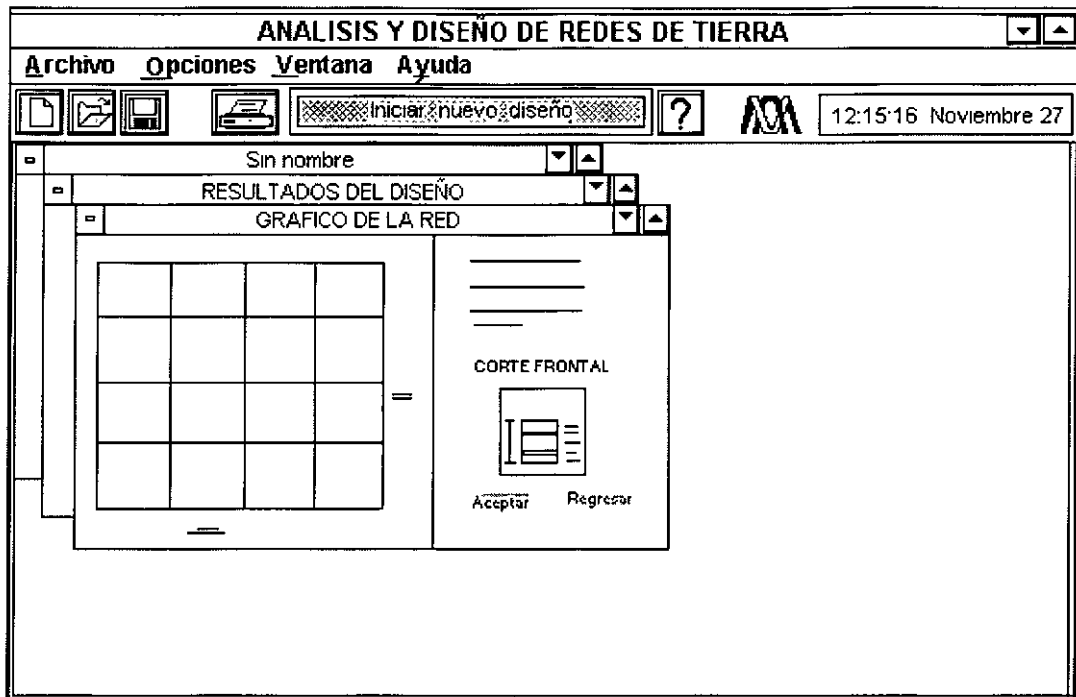 ANALISIS Y DISEÑO DE REDES DE TIERRA
Archivo Opciones Ventana Ayuda
Iniciar nuevo diseño ? 12:15:16 Noviembre 27
Sin nombre
RESULTADOS DEL DISEÑO
GRAFICO DE LA RED
CORTE FRONTAL
Aceptar Regresar